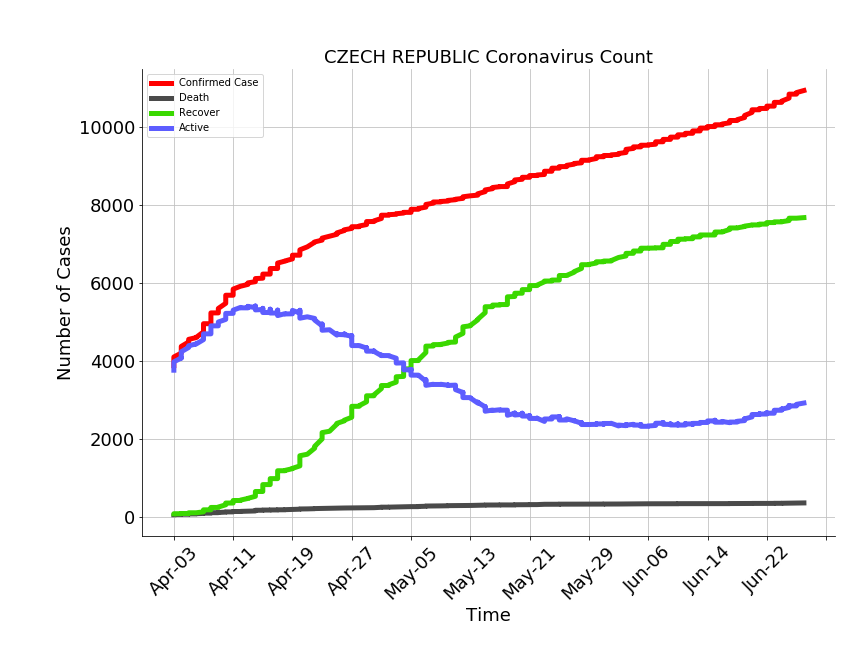 CZECH REPUBLIC Coronavirus Count
Confirmed Case
Death
Recover
Active
10000
8000
6000
4000
2000
0
Number of Cases
Apr-03
Apr-11
Apr-19
Apr-27
May-05
May-13
May-21
May-29
Jun-06
Jun-14
Jun-22
Time